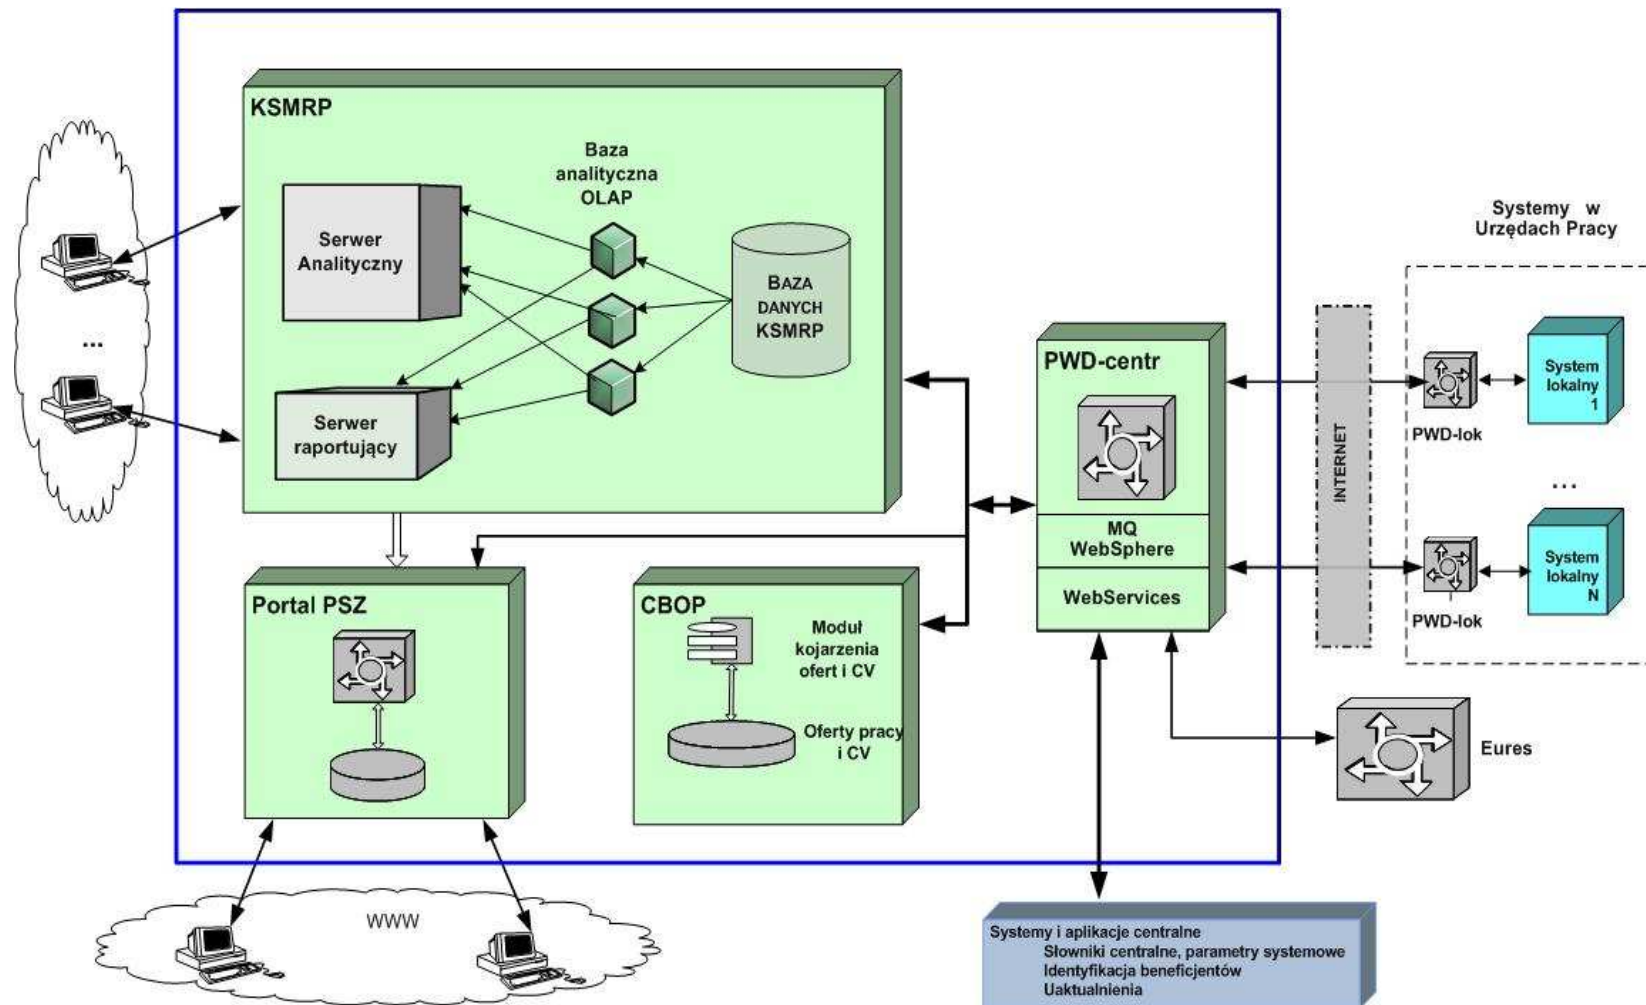 KSMRP
Baza
analityczna
OLAP
Serwer
Analityczny
BAZA
DANYCH
KSMRP
Serwer
raportujący
...
Portal PSZ
CBOP
Moduł
kojarzenia
ofert i CV
Oferty pracy
i CV
PWD-centr
MQ
WebSphere
WebServices
INTERNET
Systemy w
Urzędach Pracy
System
lokalny
1
PWD-lok
...
System
lokalny
N
PWD-lok
Eures
WWW
Systemy i aplikacje centralne
Słowniki centralne, parametry systemowe
Identyfikacja beneficjentów
Uaktualnienia